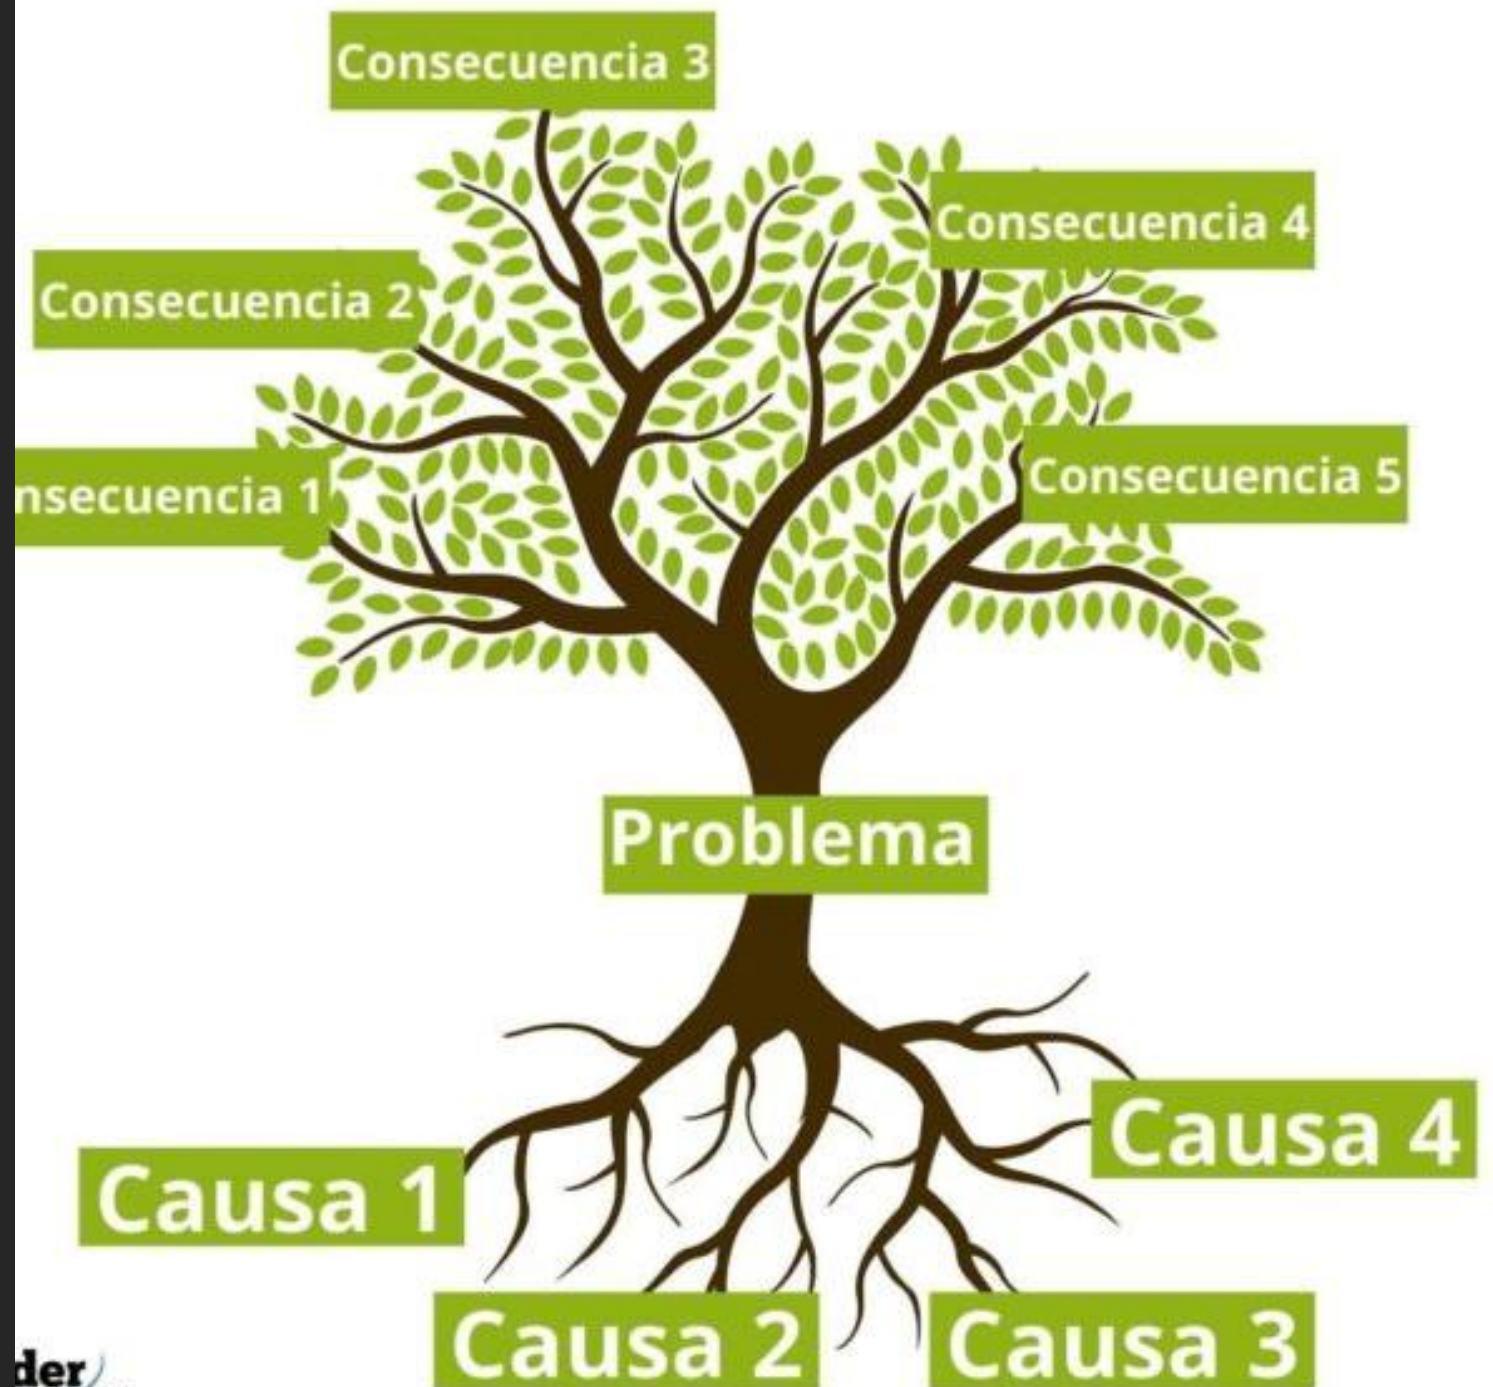 Consecuencia 3
Consecuencia 4
Consecuencia 2
Consecuencia 5
nsecuencia 1
Problema
Causa 4
Causa 1
Causa 2
Causa 3
der